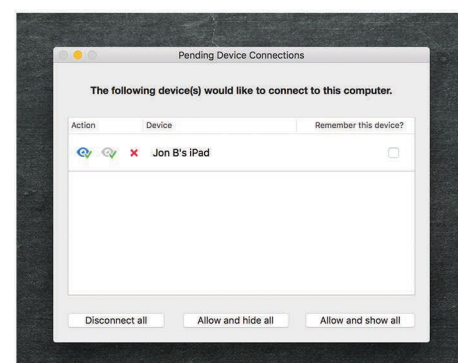 Pending Device Connections
The following device(s) would like to connect to this computer.
Action Device Remember this device?
Jon B's iPad
Disconnect all Allow and hide all Allow and show all